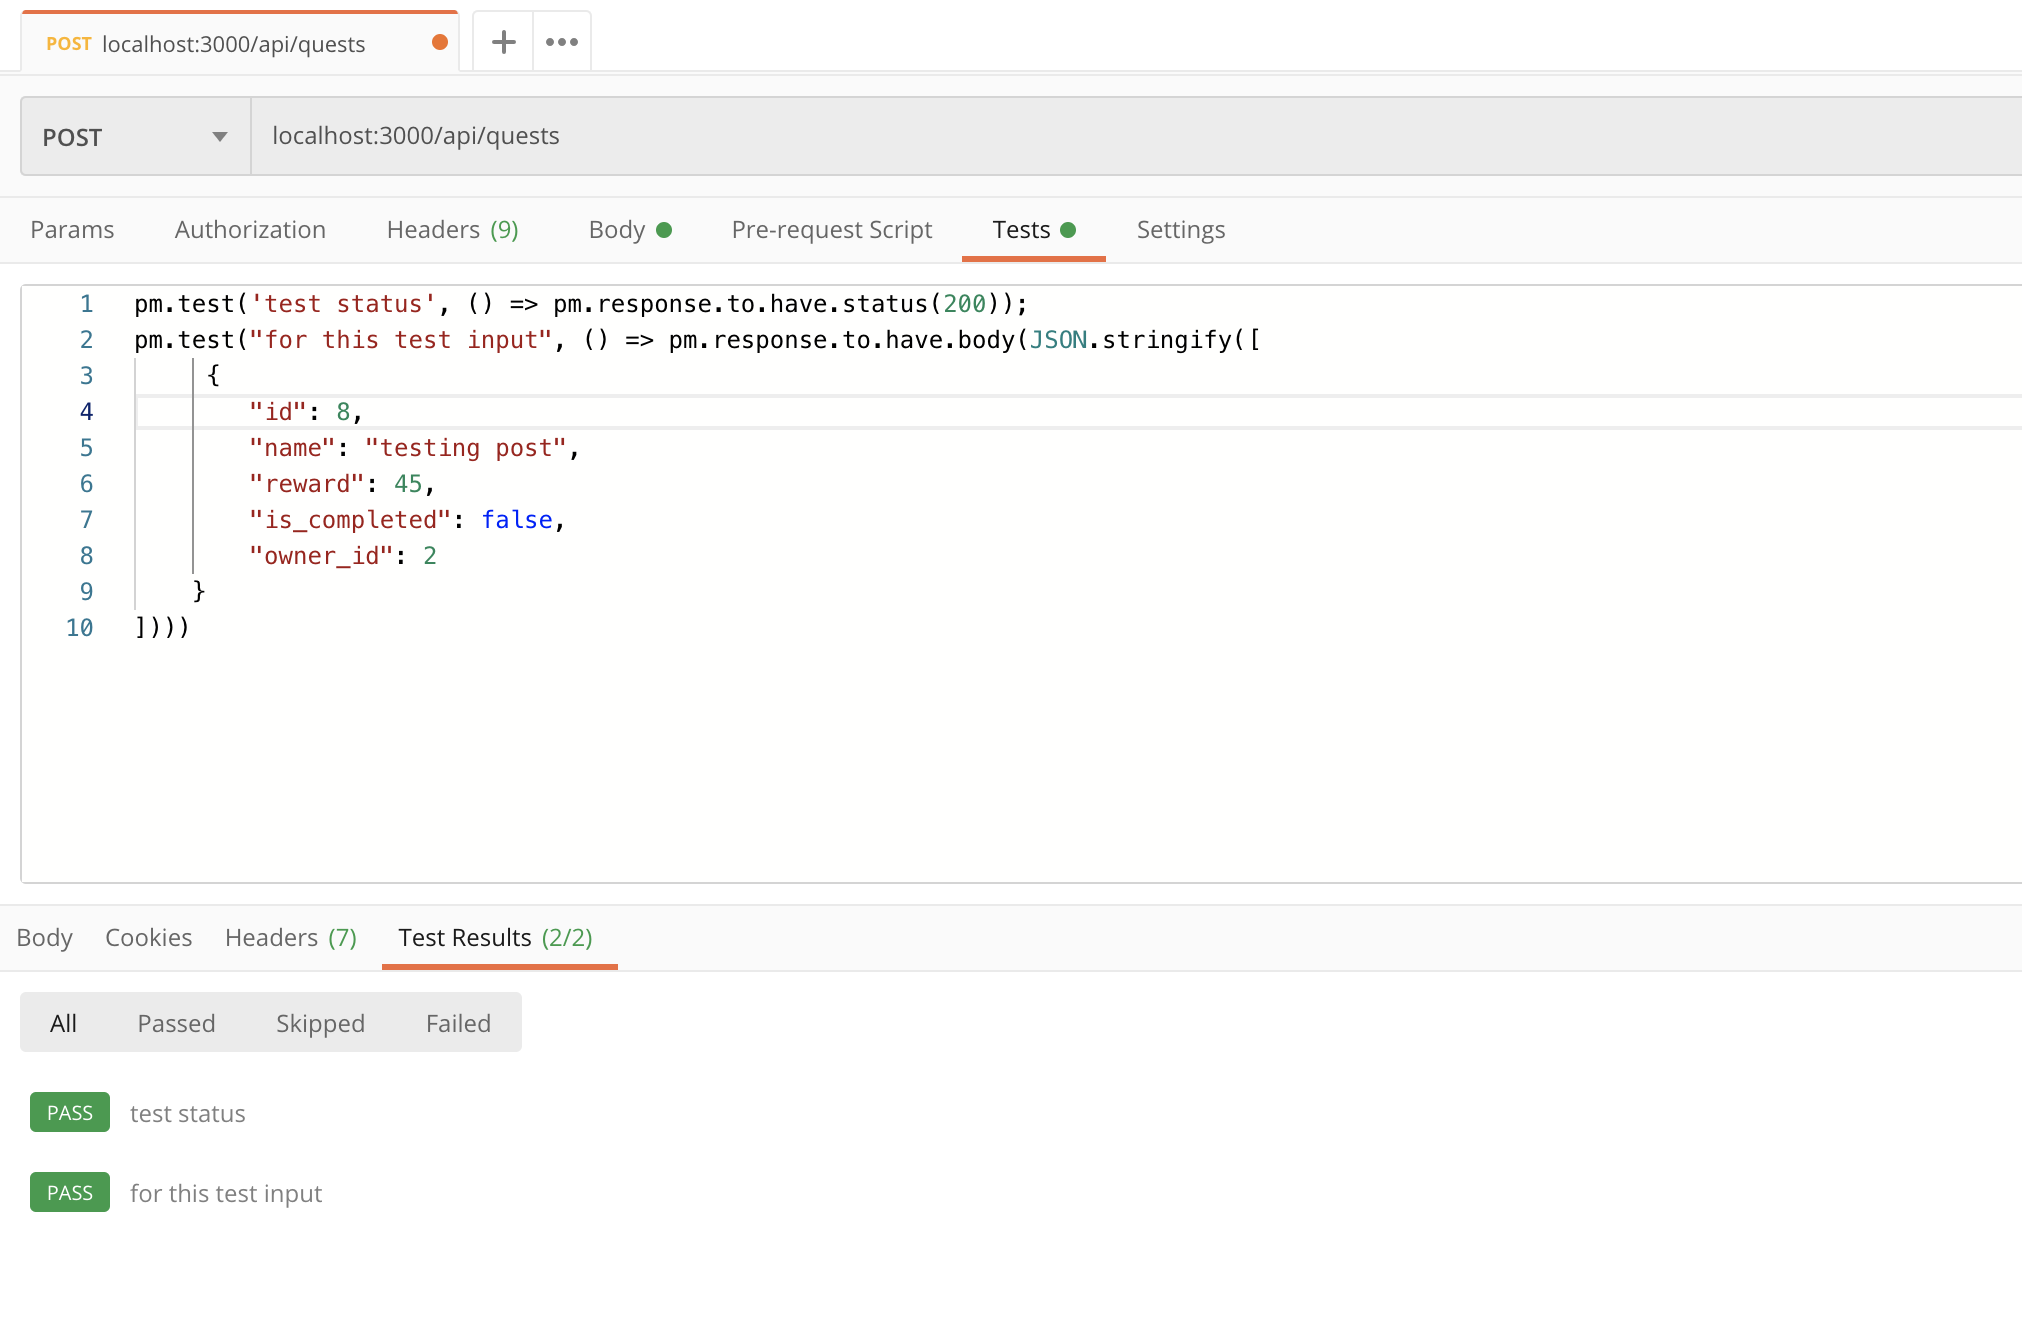 POST localhost:3000/api/quests
POST localhost:3000/api/quests
Params Authorization Headers (9) Body Pre-request Script Tests Settings
1 pm.test('test status', () => pm.response.to.have.status(200));
2 pm.test("for this test input", () => pm.response.to.have.body(JSON.stringify([
3 {
4 "id": 8,
5 "name": "testing post",
6 "reward": 45,
7 "is_completed": false,
8 "owner_id": 2
9 }
10 ])))
Body Cookies Headers (7) Test Results (2/2)
All Passed Skipped Failed
PASS test status
PASS for this test input